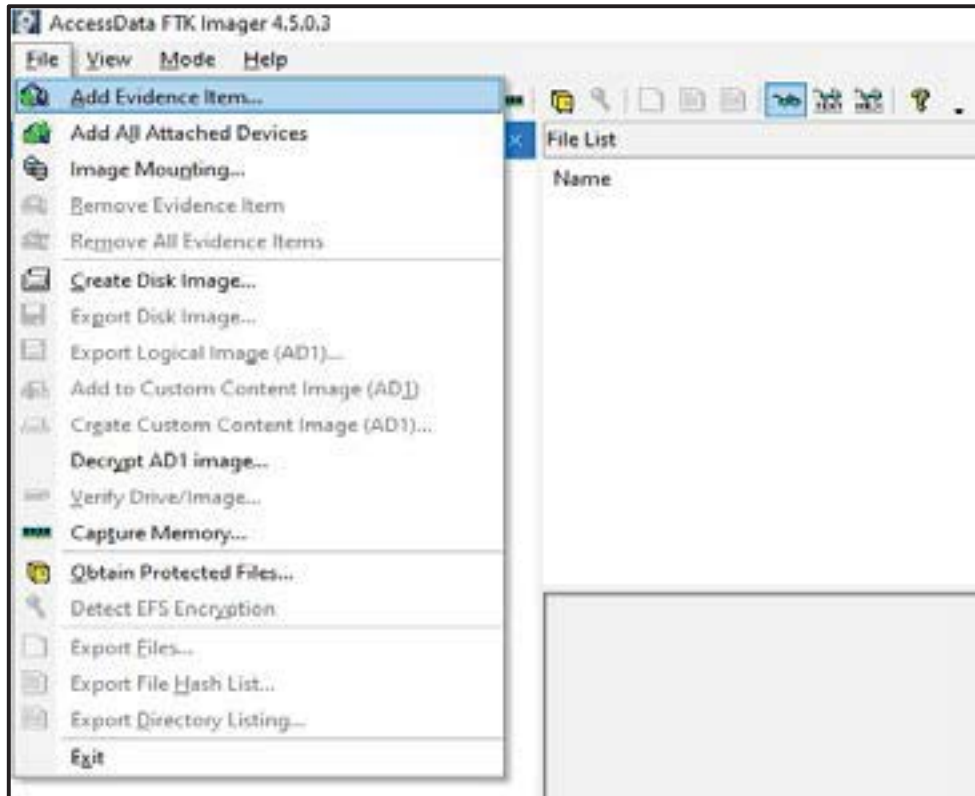 AccessData FTK Imager 4.5.0.3
File View Mode Help
Add Evidence Item...
Add All Attached Devices
File List
Image Mounting...
Name
Remove Evidence Item
Remove All Evidence Items
Create Disk Image...
Export Disk Image...
Export Logical Image (AD1)...
Add to Custom Content Image (AD1)
Create Custom Content Image (AD1)...
Decrypt AD1 image...
Verify Drive/Image...
Capture Memory...
Obtain Protected Files...
Detect EFS Encryption
Export Files...
Export File Hash List...
Export Directory Listing...
Exit